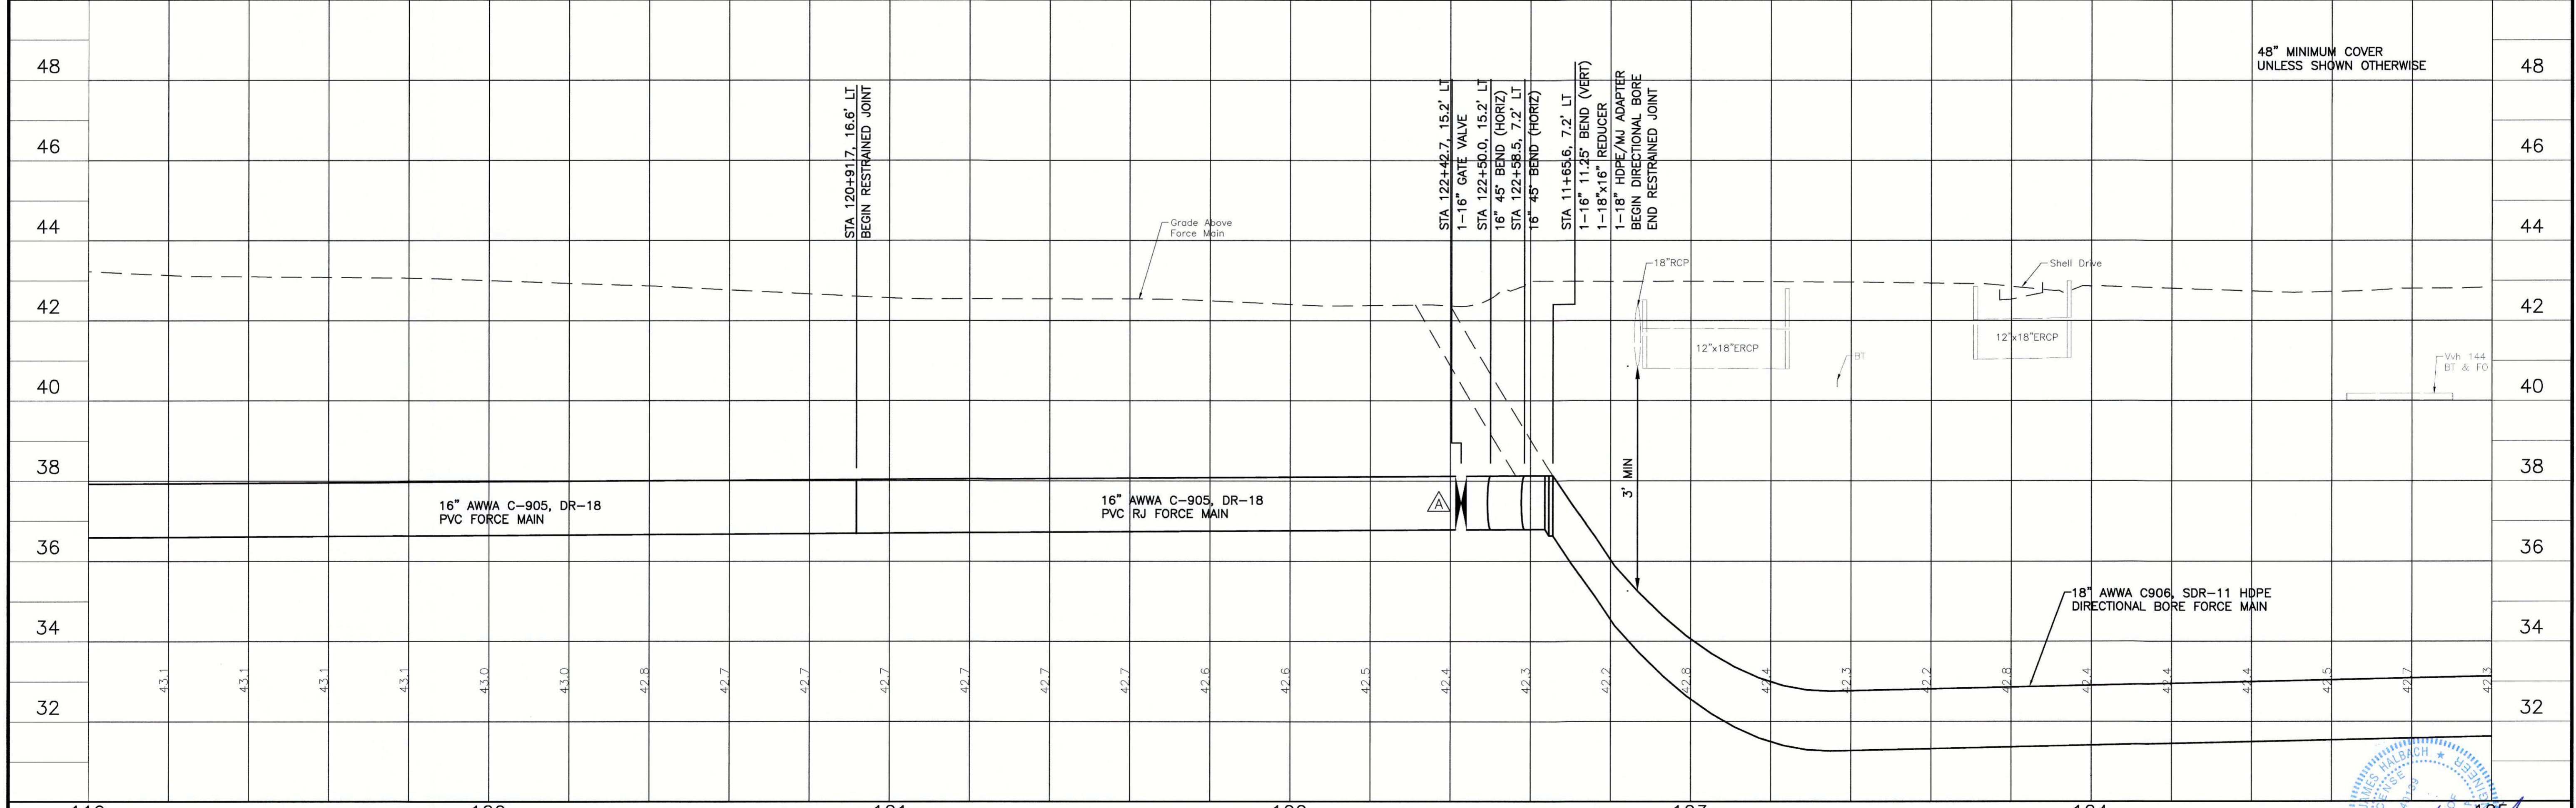 48" MINIMUM COVER
UNLESS SHOWN OTHERWISE
48
48
46
46
44
44
42
42
40
40
38
38
36
36
34
34
32
32
STA 120+91.7, 16.6' LT
BEGIN RESTRAINED JOINT
Grade Above
Force Main
STA 122+42.7, 15.2' LT
1-16" GATE VALVE
STA 122+50.0, 15.2' LT
16" 45° BEND (HORIZ)
STA 122+58.5, 7.2' LT
16" 45° BEND (HORIZ)
STA 11+65.6, 7.2' LT
1-16" 11.25° BEND (VERT)
1-18"x16" REDUCER
1-18" HDPE/MJ ADAPTER
BEGIN DIRECTIONAL BORE
END RESTRAINED JOINT
18"RCP
Shell Drive
12"x18"ERCP
12"x18"ERCP
BT
144
BT & FO
3' MIN
16" AWWA C-905, DR-18
PVC FORCE MAIN
16" AWWA C-905, DR-18
PVC RJ FORCE MAIN
A
18" AWWA C906, SDR-11 HDPE
DIRECTIONAL BORE FORCE MAIN
43.1
43.1
43.1
43.1
43.0
43.0
42.8
42.7
42.7
42.7
42.7
42.7
42.7
42.6
42.6
42.5
42.4
42.3
42.2
42.8
42.4
42.3
42.2
42.8
42.4
42.4
42.4
42.5
42.7
42.3
JAMES HALBACH